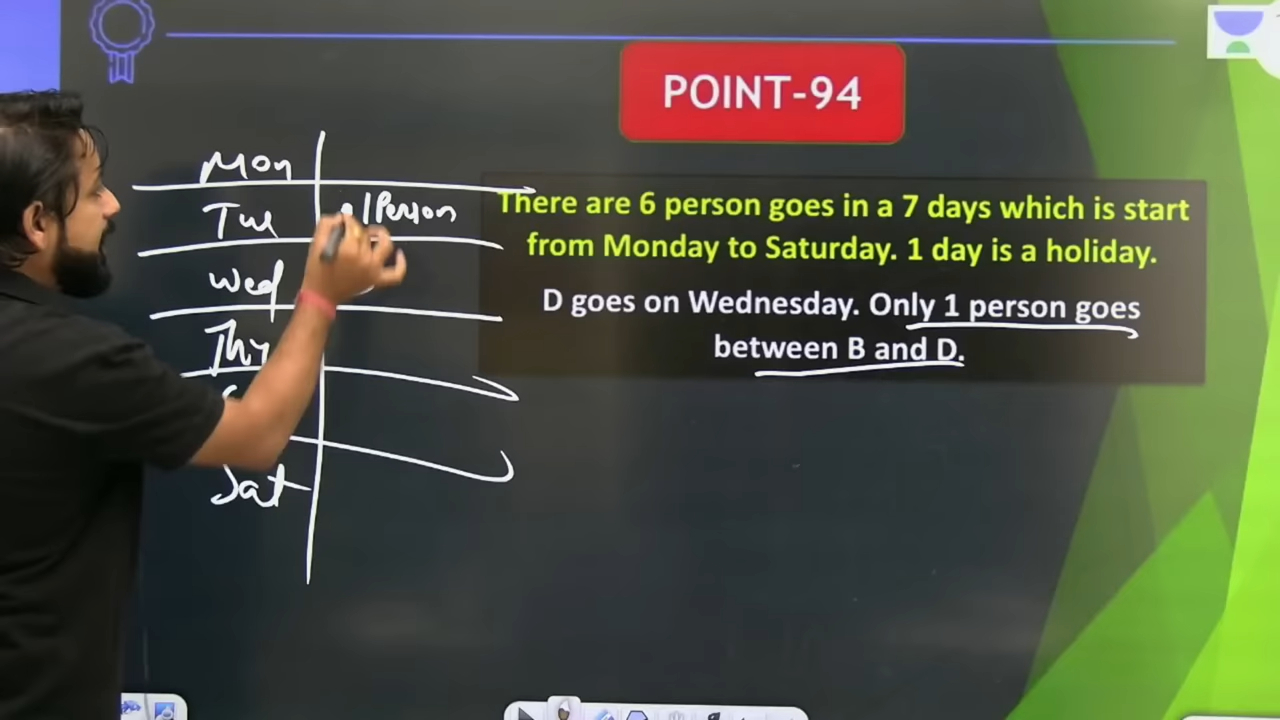 POINT-94
Mon
Tue
1 Person
Wed
Thu
Sat
There are 6 person goes in a 7 days which is start
from Monday to Saturday. 1 day is a holiday.
D goes on Wednesday. Only 1 person goes
between B and D.